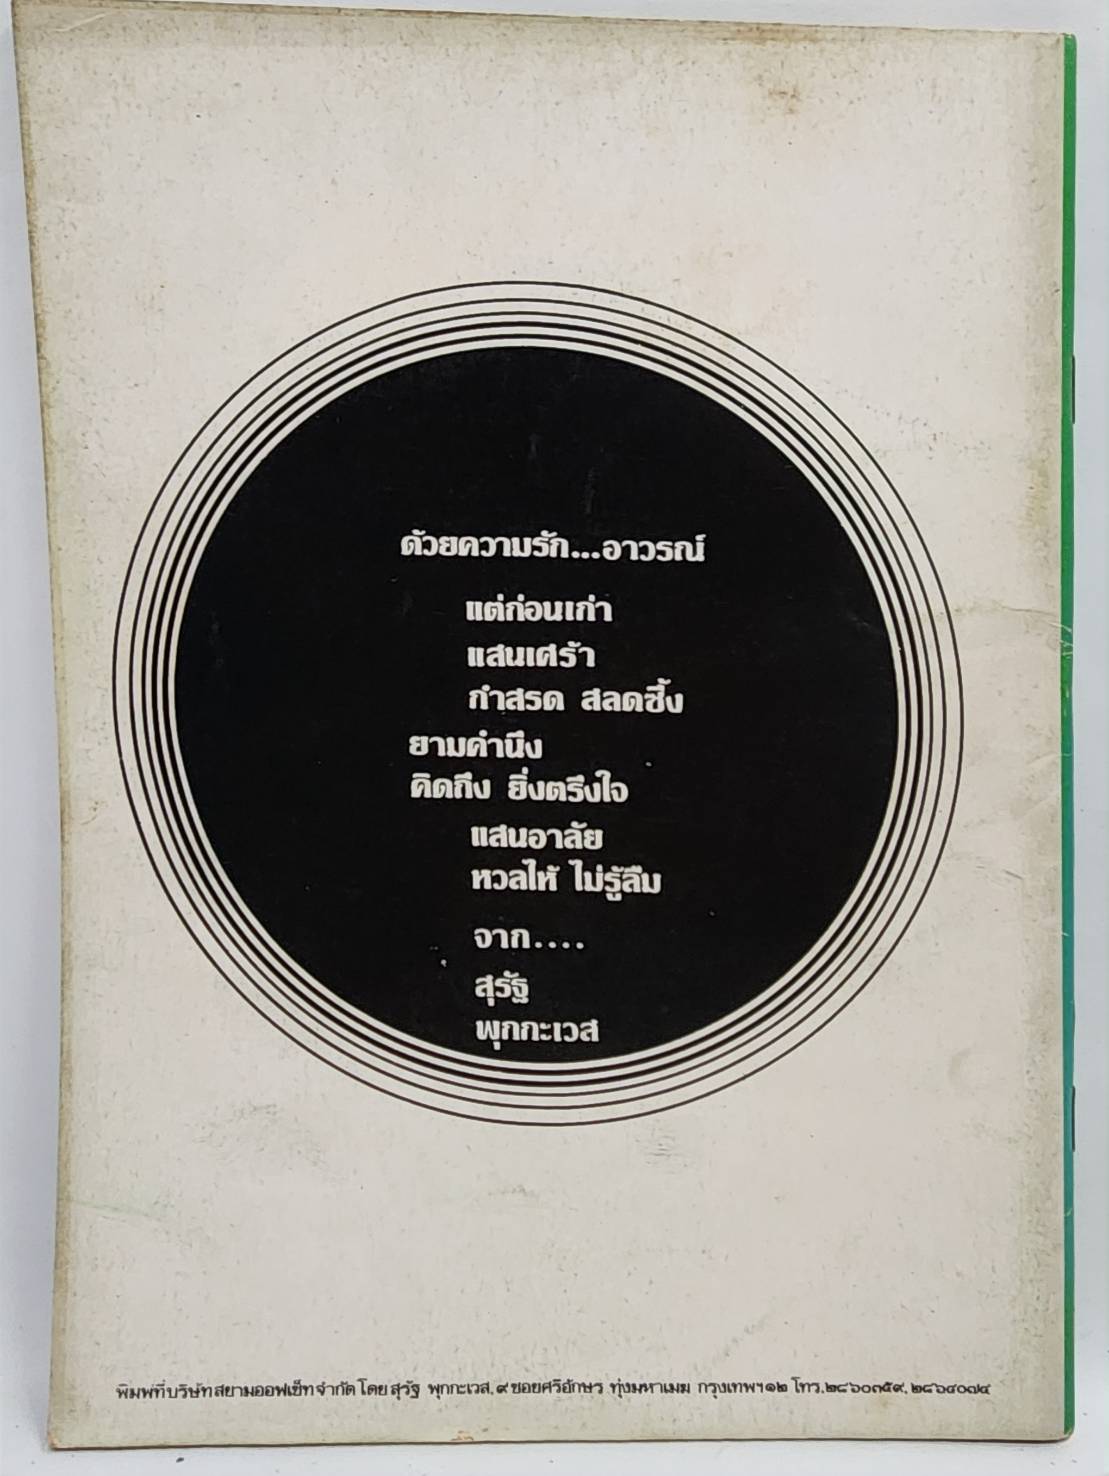 ด้วยความรัก...อาวรณ์
แต่ก่อนเก่า
แสนเศร้า
กำสรด สลดซึ้ง
ยามคำนึง
คิดถึง ยิ่งตรึงใจ
แสนอาลัย
หวลไห้ ไม่รู้ลืม
จาก....
สุรัฐ
พุกกะเวส
พิมพ์ที่บริษัทสยามออฟเซ็ทจำกัด โดย สุรัฐ พุกกะเวส, ๙ ซอยศรีอักษร ทุ่งมหาเมฆ กรุงเทพฯ ๑๒ โทร. ๒๘๖๐๓๕๙, ๒๘๖๔๐๗๔